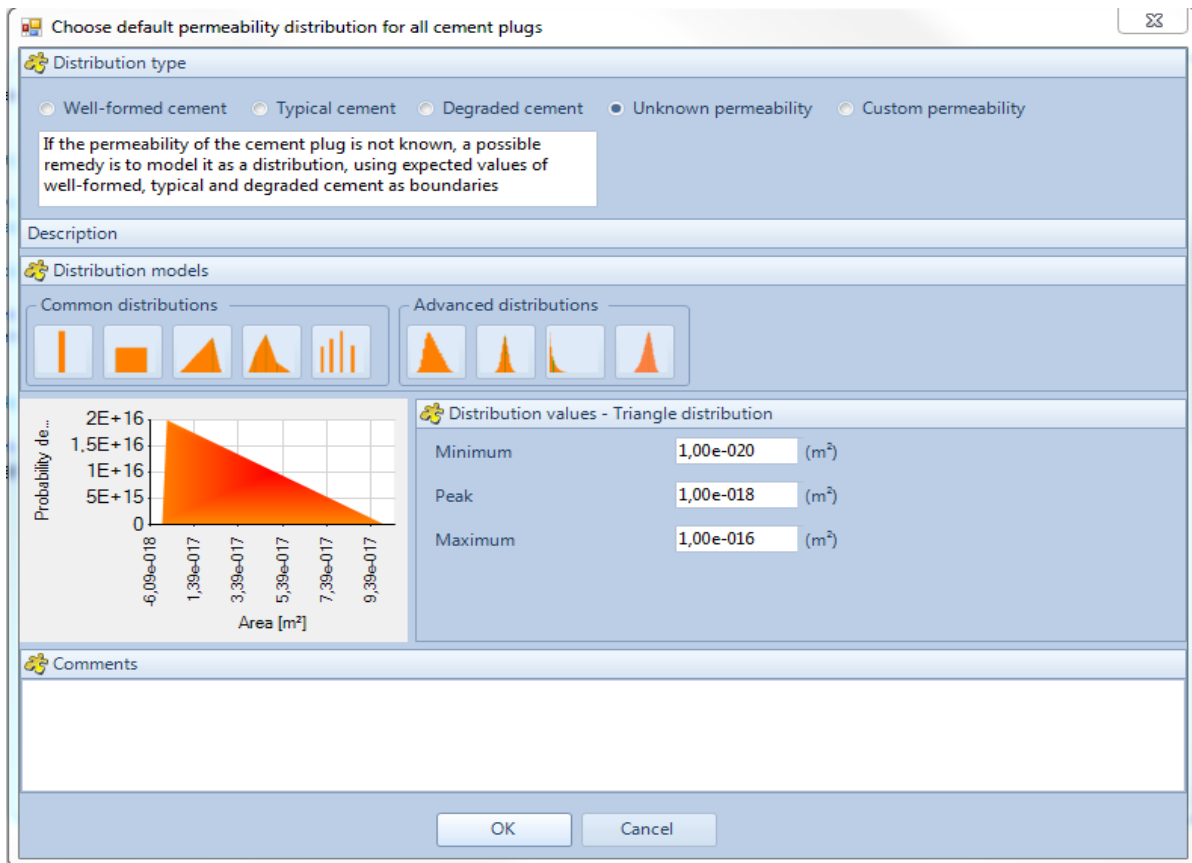 Choose default permeability distribution for all cement plugs
Distribution type
Well-formed cement Typical cement Degraded cement Unknown permeability Custom permeability
If the permeability of the cement plug is not known, a possible
remedy is to model it as a distribution, using expected values of
well-formed, typical and degraded cement as boundaries
Description
Distribution models
Common distributions Advanced distributions
Probability de...
2E+16
1,5E+16
1E+16
5E+15
0
-6,09e-018
1,39e-017
3,39e-017
5,39e-017
7,39e-017
9,39e-017
Area [m²]
Distribution values - Triangle distribution
Minimum 1,00e-020 (m²)
Peak 1,00e-018 (m²)
Maximum 1,00e-016 (m²)
Comments
OK Cancel